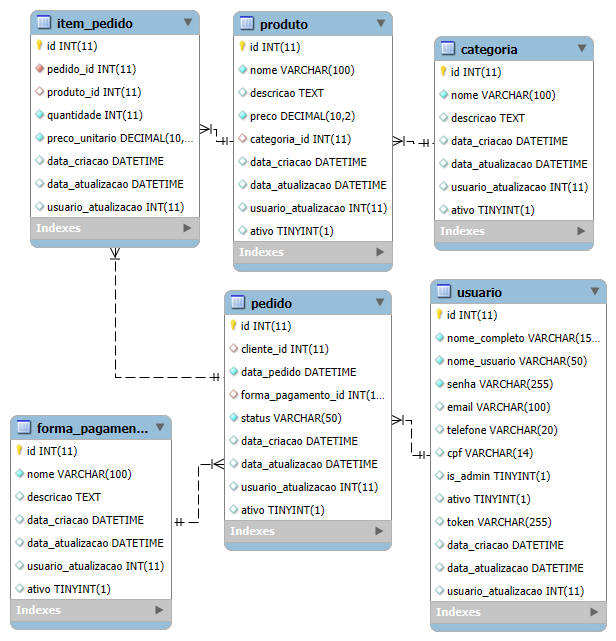 item_pedido
id INT(11)
pedido_id INT(11)
produto_id INT(11)
quantidade INT(11)
preco_unitario DECIMAL(10,...
data_criacao DATETIME
data_atualizacao DATETIME
usuario_atualizacao INT(11)
Indexes
produto
id INT(11)
nome VARCHAR(100)
descricao TEXT
preco DECIMAL(10,2)
categoria_id INT(11)
data_criacao DATETIME
data_atualizacao DATETIME
usuario_atualizacao INT(11)
ativo TINYINT(1)
Indexes
categoria
id INT(11)
nome VARCHAR(100)
descricao TEXT
data_criacao DATETIME
data_atualizacao DATETIME
usuario_atualizacao INT(11)
ativo TINYINT(1)
Indexes
pedido
id INT(11)
cliente_id INT(11)
data_pedido DATETIME
forma_pagamento_id INT(1...
status VARCHAR(50)
data_criacao DATETIME
data_atualizacao DATETIME
usuario_atualizacao INT(11)
ativo TINYINT(1)
Indexes
usuario
id INT(11)
nome_completo VARCHAR(15...
nome_usuario VARCHAR(50)
senha VARCHAR(255)
email VARCHAR(100)
telefone VARCHAR(20)
cpf VARCHAR(14)
is_admin TINYINT(1)
ativo TINYINT(1)
token VARCHAR(255)
data_criacao DATETIME
data_atualizacao DATETIME
usuario_atualizacao INT(11)
Indexes
forma_pagamen...
id INT(11)
nome VARCHAR(100)
descricao TEXT
data_criacao DATETIME
data_atualizacao DATETIME
usuario_atualizacao INT(11)
ativo TINYINT(1)
Indexes